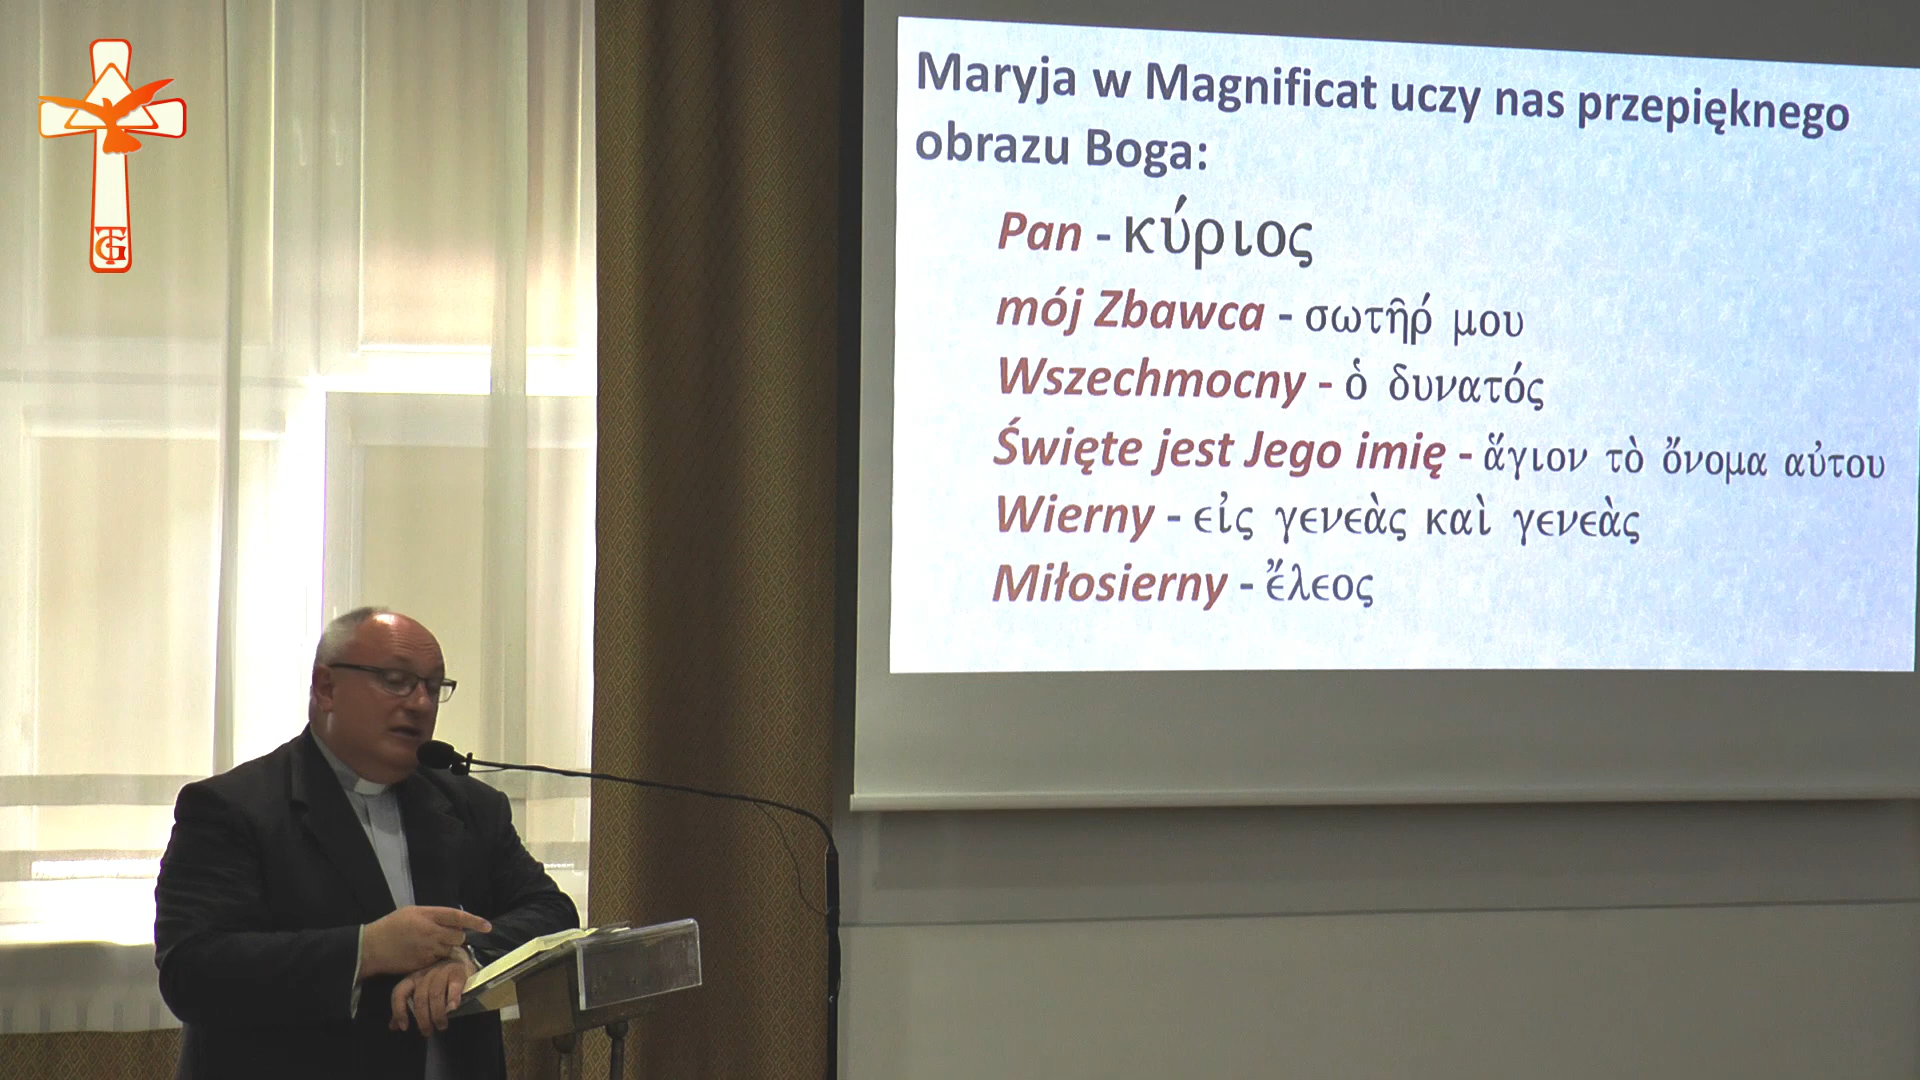 Maryja w Magnificat uczy nas przepięknego
obrazu Boga:
Pan - κύριος
mój Zbawca - σωτῆρ́ μου
Wszechmocny - ὁ δυνατός
Święte jest Jego imię - ἅγιον τὸ ὄνομα αὐτου
Wierny - εἰς γενεὰς καὶ γενεὰς
Miłosierny - ἔλεος
TG